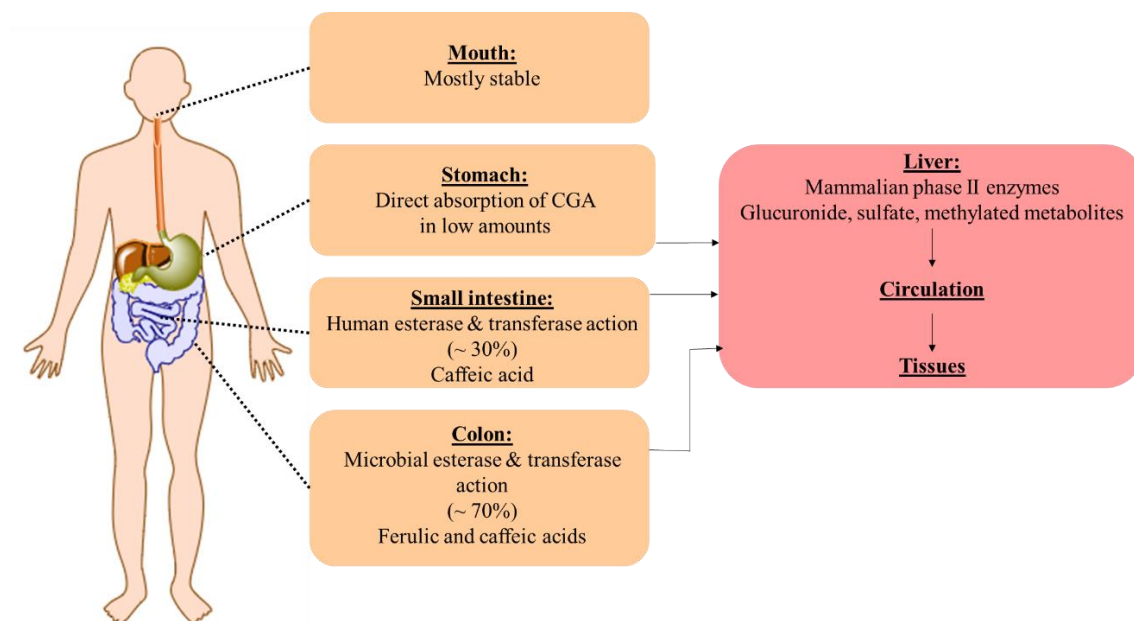 Mouth:
Mostly stable
Stomach:
Direct absorption of CGA
in low amounts
Small intestine:
Human esterase & transferase action
(~ 30%)
Caffeic acid
Colon:
Microbial esterase & transferase
action
(~ 70%)
Ferulic and caffeic acids
Liver:
Mammalian phase II enzymes
Glucuronide, sulfate, methylated metabolites
Circulation
Tissues